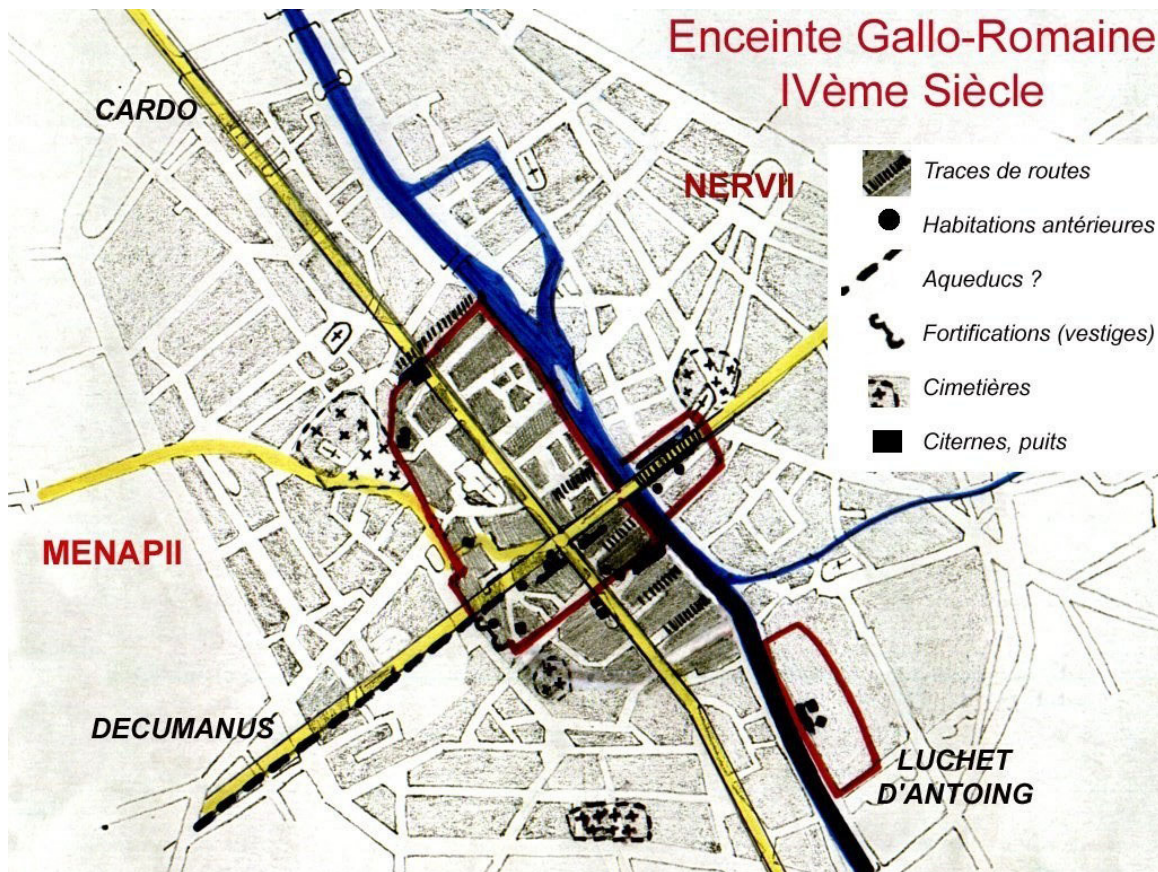 Enceinte Gallo-Romaine
IVème Siècle
CARDO
NERVII
Traces de routes
Habitations antérieures
Aqueducs ?
Fortifications (vestiges)
Cimetières
Citernes, puits
MENAPII
DECUMANUS
LUCHET
D'ANTOING